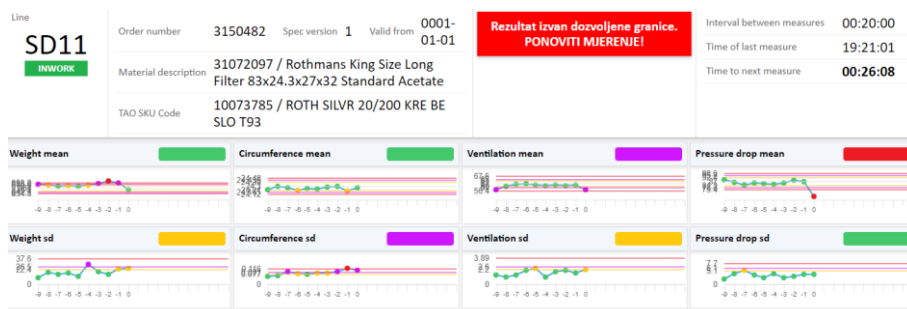 Line
SD11
INWORK
Order number 3150482 Spec version 1 Valid from 0001-01-01
Material description 31072097 / Rothmans King Size Long
Filter 83x24.3x27x32 Standard Acetate
TAO SKU Code 10073785 / ROTH SILVR 20/200 KRE BE
SLO T93
Rezultat izvan dozvoljene granice.
PONOVITI MJERENJE!
Interval between measures 00:20:00
Time of last measure 19:21:01
Time to next measure 00:26:08
Weight mean
-9 -8 -7 -6 -5 -4 -3 -2 -1 0
Circumference mean
-9 -8 -7 -6 -5 -4 -3 -2 -1 0
Ventilation mean
67.6
-9 -8 -7 -6 -5 -4 -3 -2 -1 0
Pressure drop mean
-9 -8 -7 -6 -5 -4 -3 -2 -1 0
Weight sd
37.6
0
-9 -8 -7 -6 -5 -4 -3 -2 -1 0
Circumference sd
0
-9 -8 -7 -6 -5 -4 -3 -2 -1 0
Ventilation sd
3.89
0
-9 -8 -7 -6 -5 -4 -3 -2 -1 0
Pressure drop sd
7.7
0
-9 -8 -7 -6 -5 -4 -3 -2 -1 0